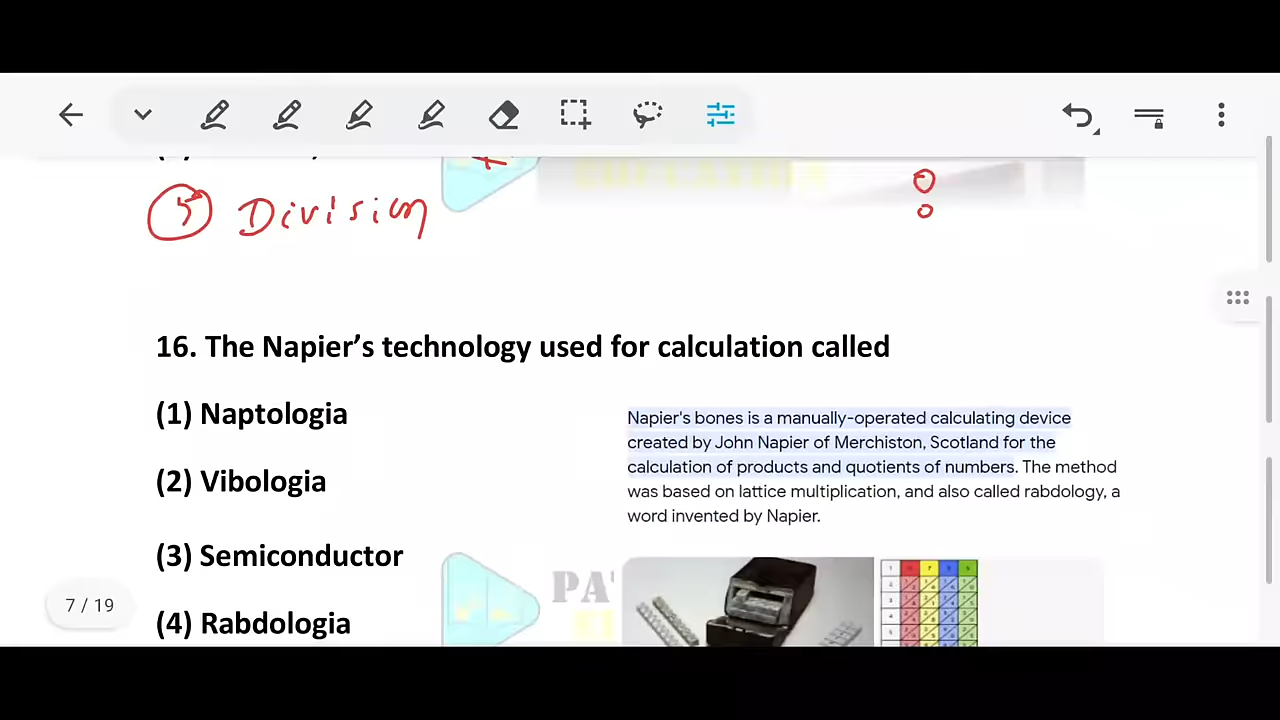 5 Division
EDUCATION
16. The Napier’s technology used for calculation called
(1) Naptologia
(2) Vibologia
(3) Semiconductor
(4) Rabdologia
Napier's bones is a manually-operated calculating device
created by John Napier of Merchiston, Scotland for the
calculation of products and quotients of numbers. The method
was based on lattice multiplication, and also called rabdology, a
word invented by Napier.
7 / 19